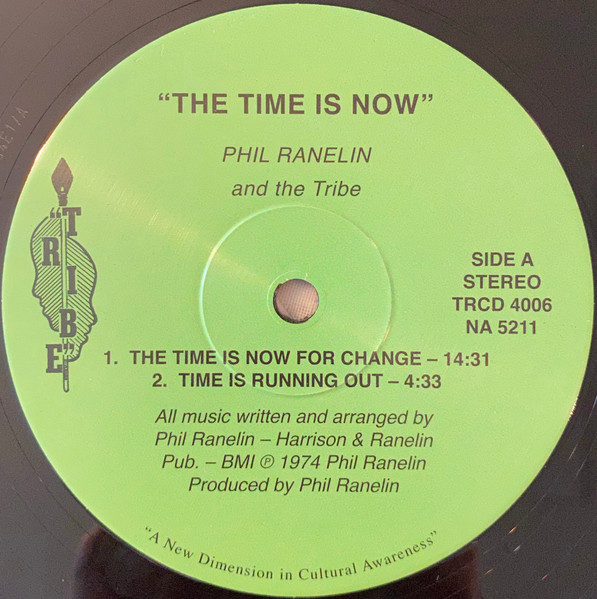 "THE TIME IS NOW"
PHIL RANELIN
and the Tribe
"TRIBE"
SIDE A
STEREO
TRCD 4006
NA 5211
1. THE TIME IS NOW FOR CHANGE – 14:31
2. TIME IS RUNNING OUT – 4:33
All music written and arranged by
Phil Ranelin – Harrison & Ranelin
Pub. – BMI ℗ 1974 Phil Ranelin
Produced by Phil Ranelin
"A New Dimension in Cultural Awareness"